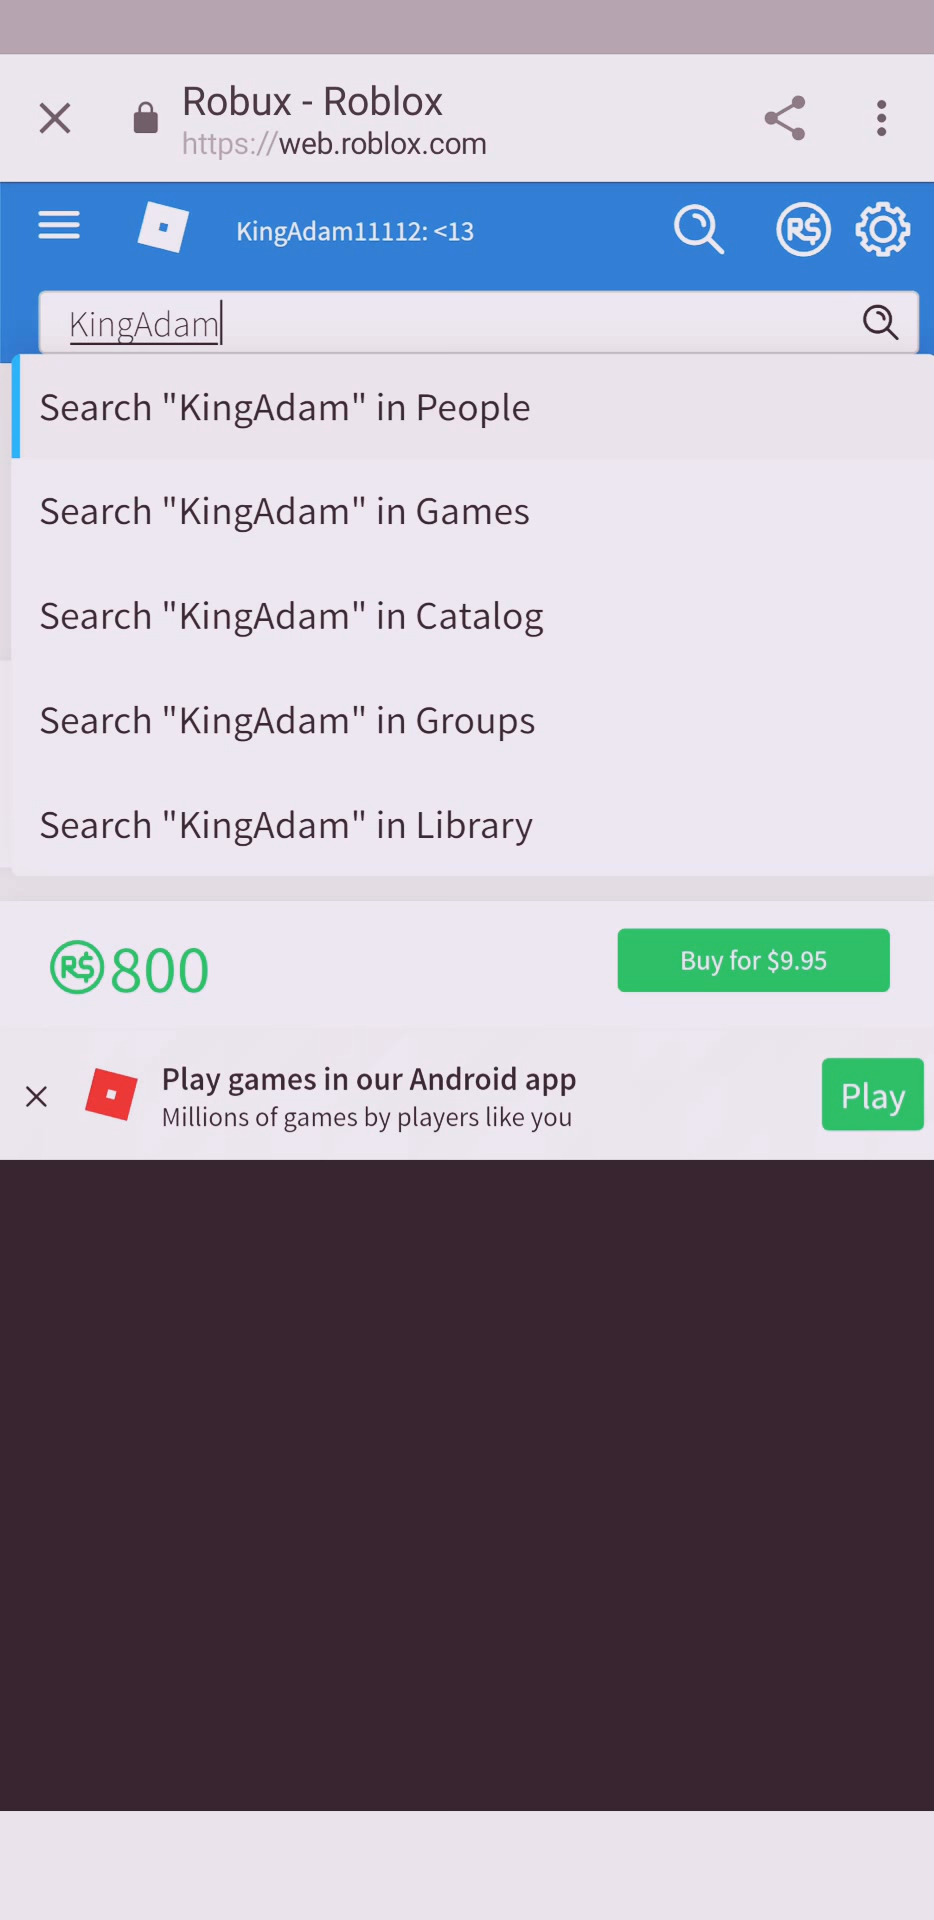 Robux - Roblox
https://web.roblox.com
KingAdam11112: <13
R$
KingAdam
Search "KingAdam" in People
Search "KingAdam" in Games
Search "KingAdam" in Catalog
Search "KingAdam" in Groups
Search "KingAdam" in Library
R$ 800
Buy for $9.95
Play games in our Android app
Millions of games by players like you
Play